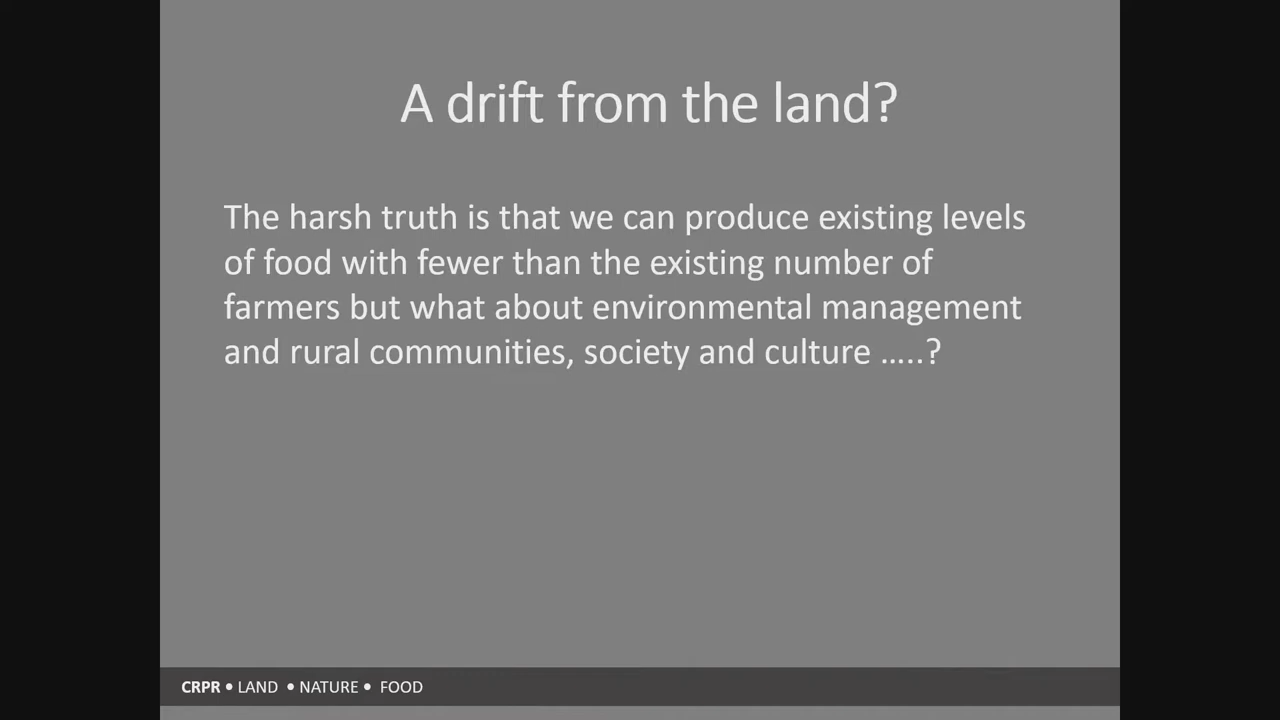 A drift from the land?
The harsh truth is that we can produce existing levels
of food with fewer than the existing number of
farmers but what about environmental management
and rural communities, society and culture …..?
CRPR • LAND • NATURE • FOOD